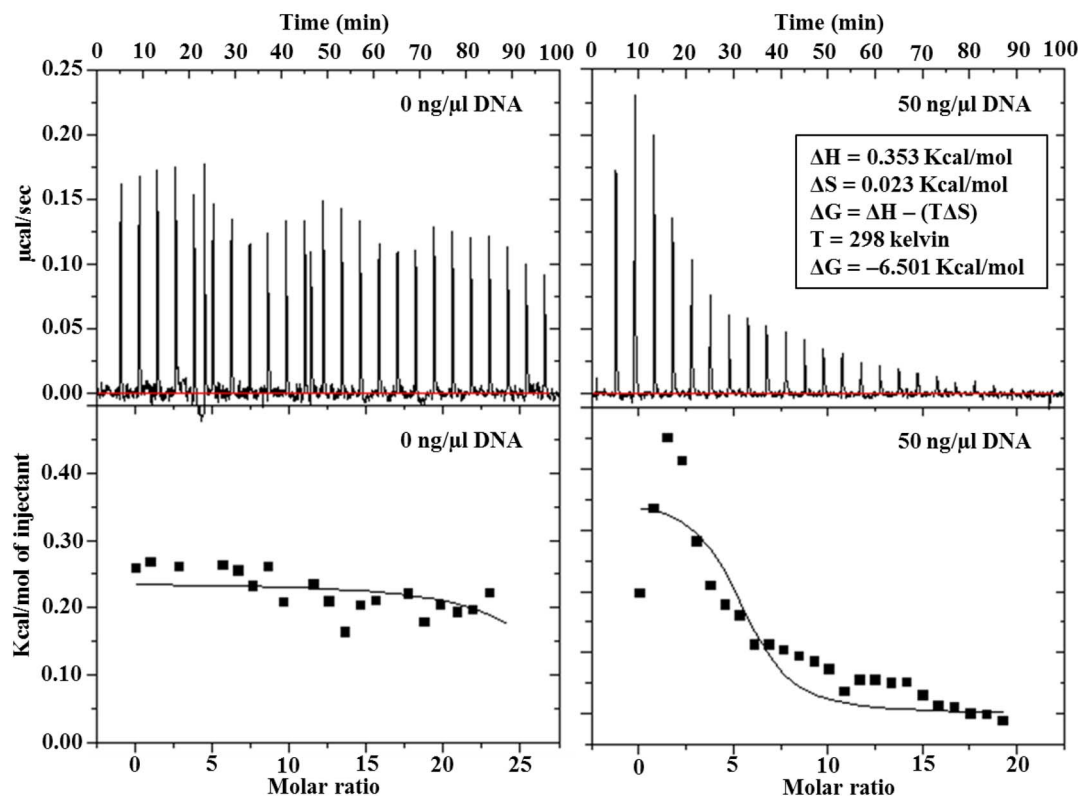 Time (min)
0 10 20 30 40 50 60 70 80 90 100
0.25
0.20
0.15
0.10
0.05
0.00
µcal/sec
0 ng/µl DNA
Time (min)
0 10 20 30 40 50 60 70 80 90 100
50 ng/µl DNA
ΔH = 0.353 Kcal/mol
ΔS = 0.023 Kcal/mol
ΔG = ΔH – (TΔS)
T = 298 kelvin
ΔG = –6.501 Kcal/mol
0 ng/µl DNA
0.40
0.30
0.20
0.10
0.00
Kcal/mol of injectant
0 5 10 15 20 25
Molar ratio
50 ng/µl DNA
0 5 10 15 20
Molar ratio